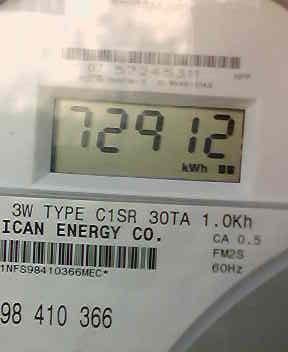 72912
kWh
3W TYPE C1SR 30TA 1.0Kh
ICAN ENERGY CO.
CA 0.5
FM2S
60Hz
1NFS98410366MEC*
98 410 366